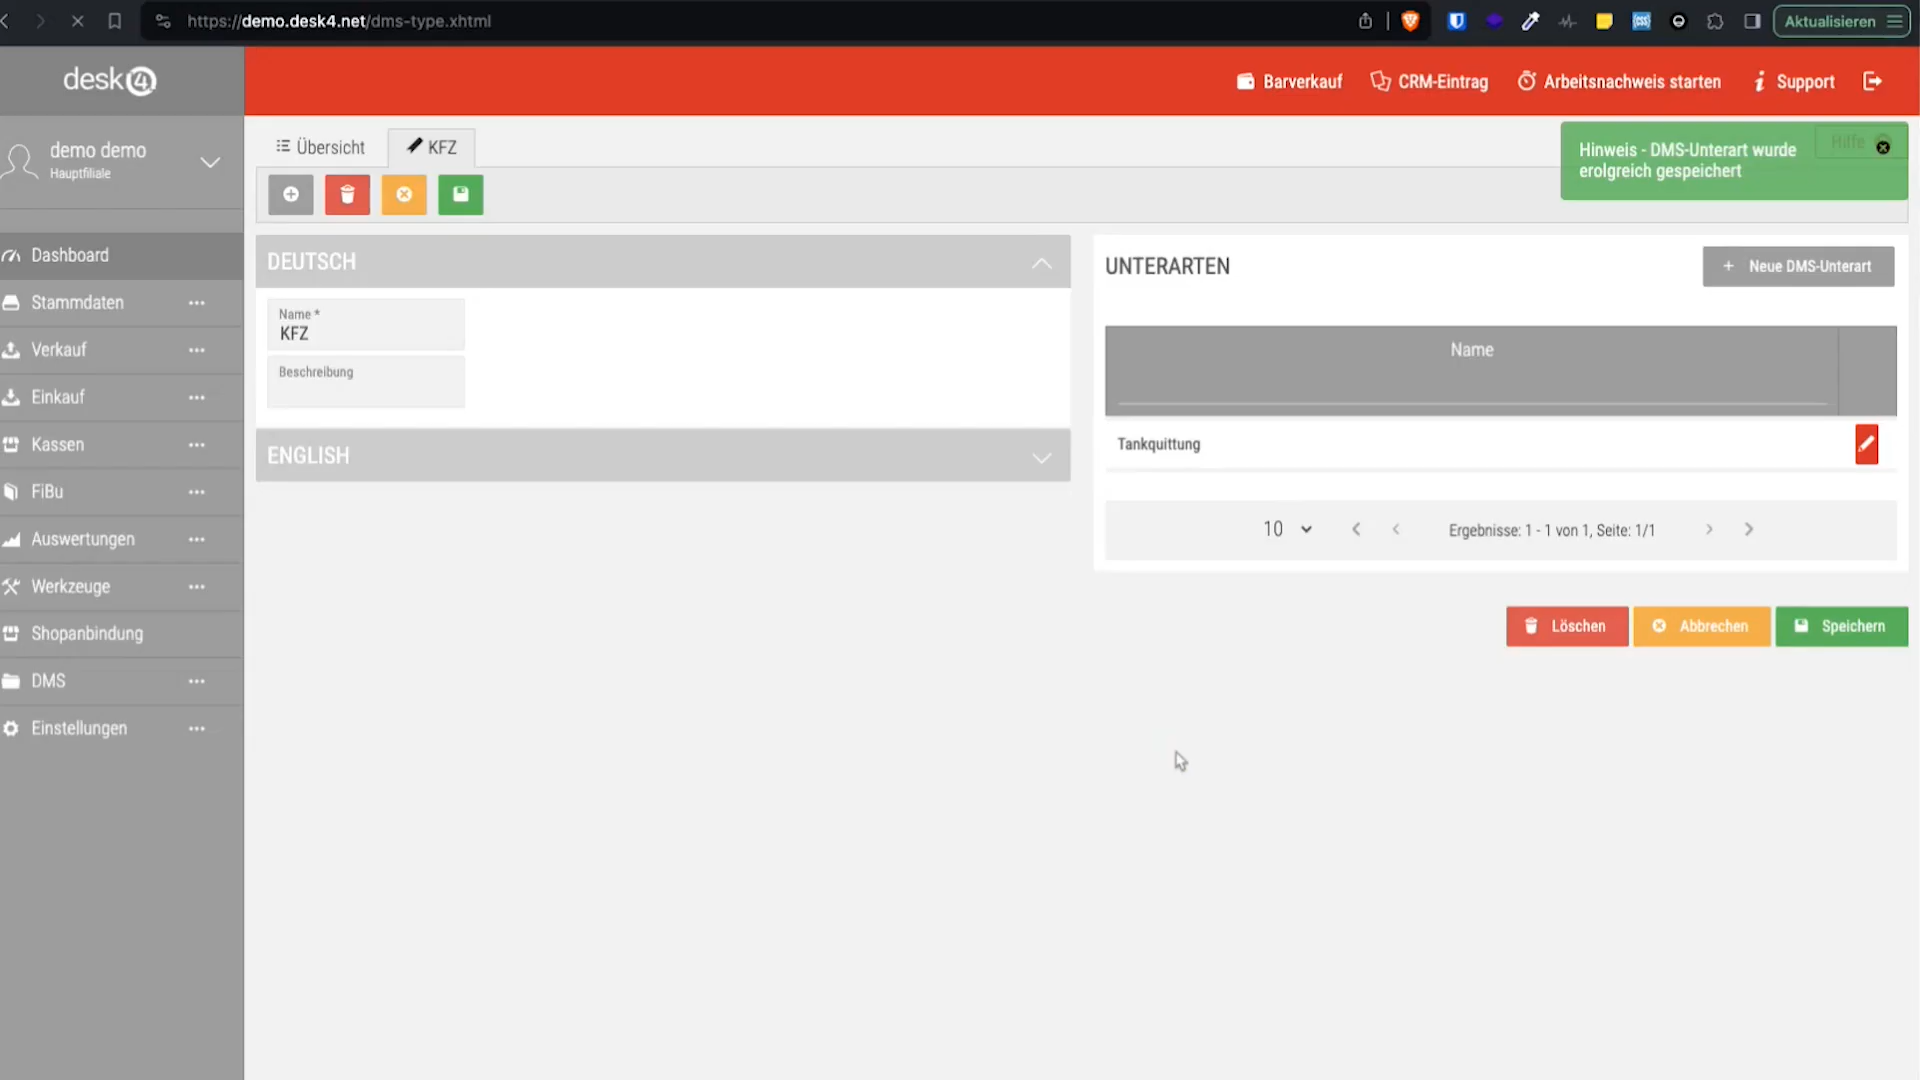 https://demo.desk4.net/dms-type.xhtml
Aktualisieren
desk4
Barverkauf
CRM-Eintrag
Arbeitsnachweis starten
Support
demo demo
Hauptfiliale
Übersicht
KFZ
Hilfe
Hinweis - DMS-Unterart wurde
erolgreich gespeichert
Dashboard
Stammdaten
Verkauf
Einkauf
Kassen
FiBu
Auswertungen
Werkzeuge
Shopanbindung
DMS
Einstellungen
DEUTSCH
Name *
KFZ
Beschreibung
ENGLISH
UNTERARTEN
+ Neue DMS-Unterart
Name
Tankquittung
10
Ergebnisse: 1 - 1 von 1, Seite: 1/1
Löschen
Abbrechen
Speichern